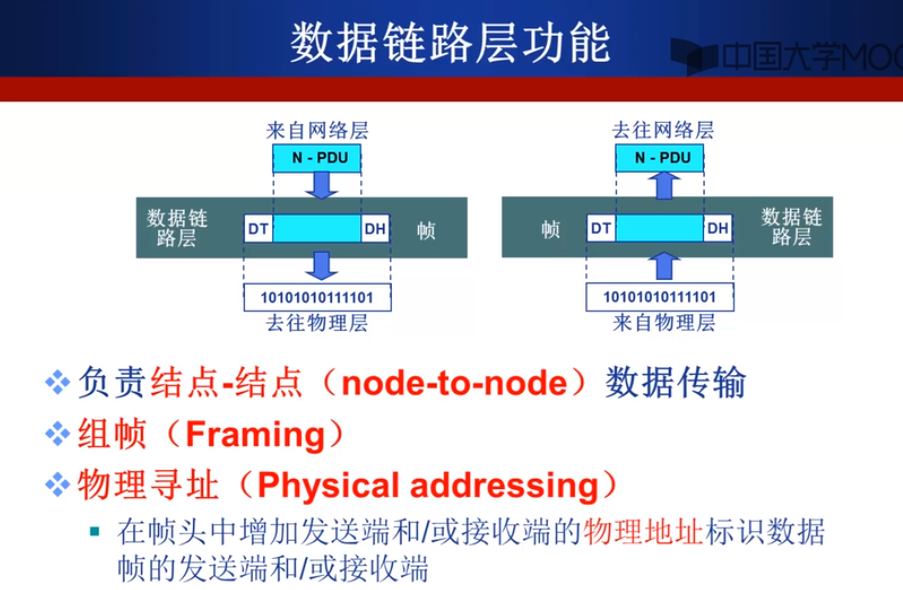 数据链路层功能
中国大学MOO
来自网络层
N - PDU
数据链
路层
DT
DH
帧
10101010111101
去往物理层
去往网络层
N - PDU
帧
DT
DH
数据链
路层
10101010111101
来自物理层
负责结点-结点（node-to-node）数据传输
组帧（Framing）
物理寻址（Physical addressing）
在帧头中增加发送端和/或接收端的物理地址标识数据
帧的发送端和/或接收端